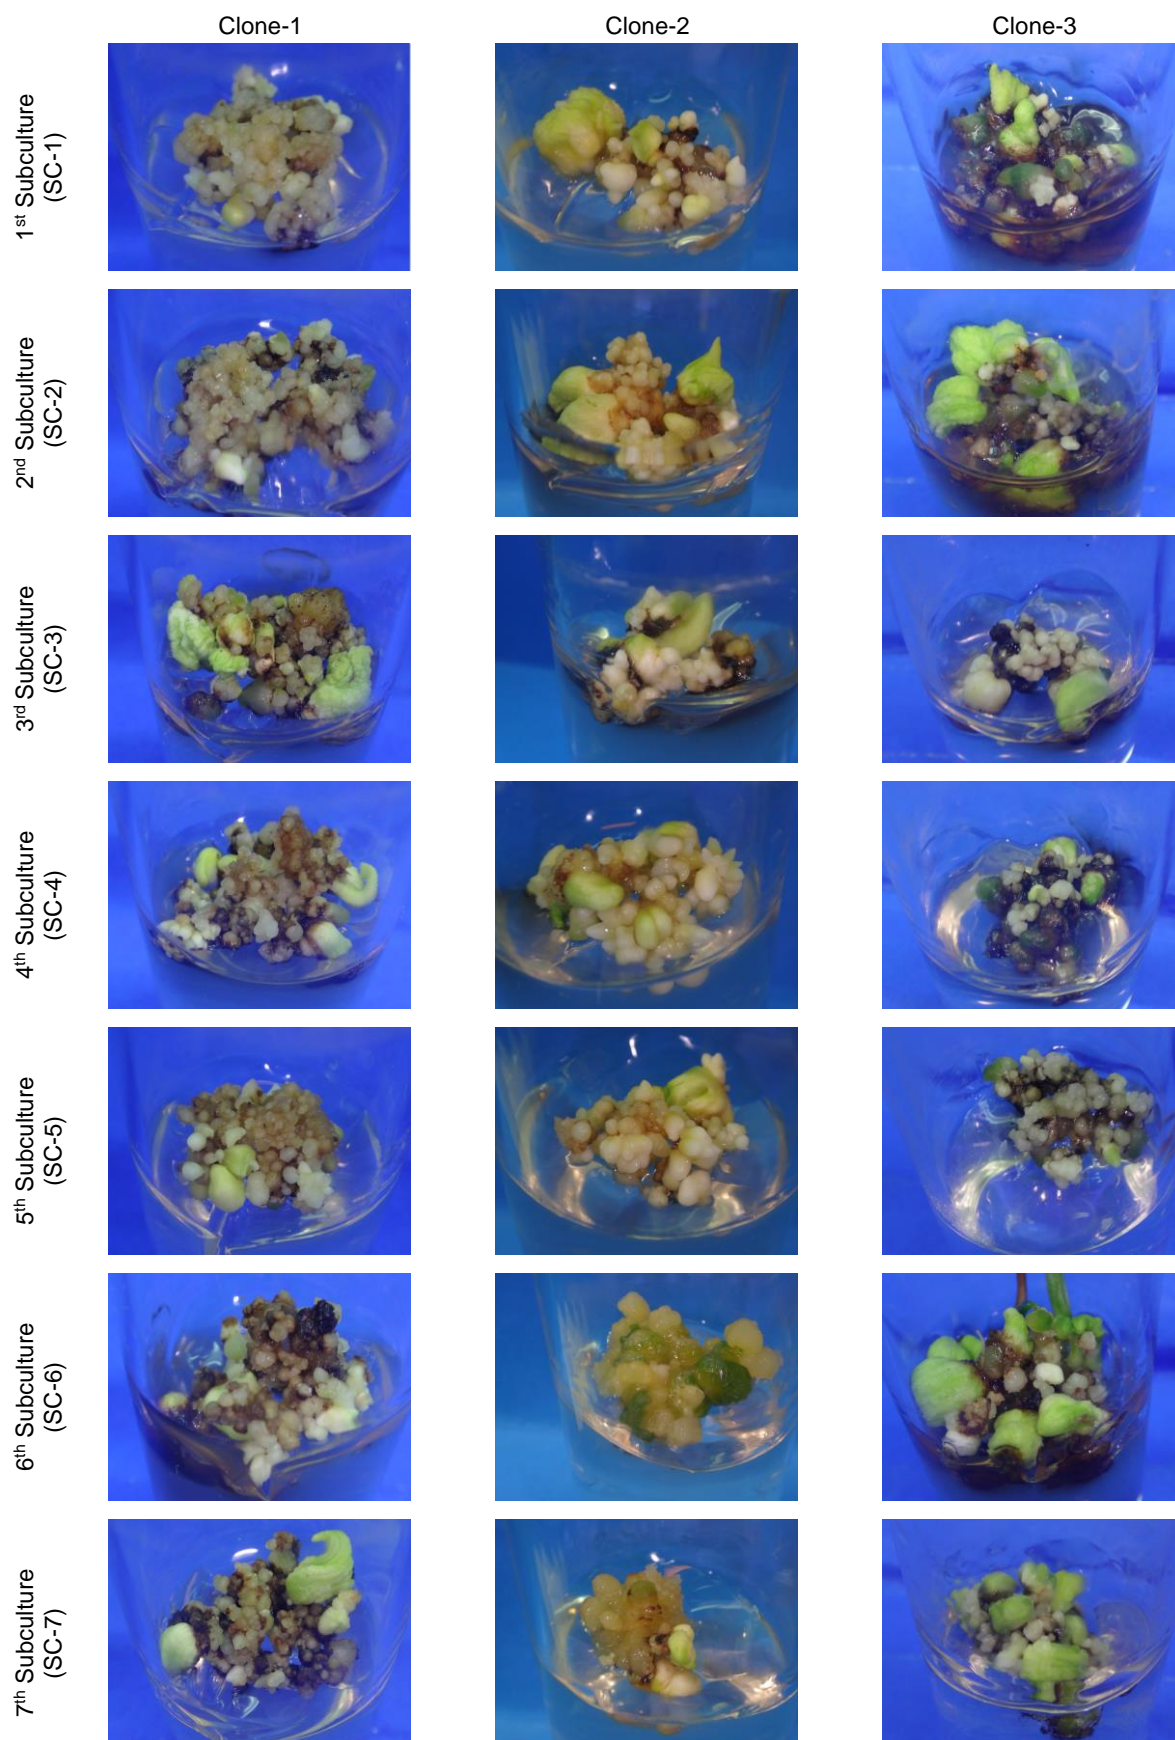 Clone-1
Clone-2
Clone-3
1st Subculture
(SC-1)
2nd Subculture
(SC-2)
3rd Subculture
(SC-3)
4th Subculture
(SC-4)
5th Subculture
(SC-5)
6th Subculture
(SC-6)
7th Subculture
(SC-7)